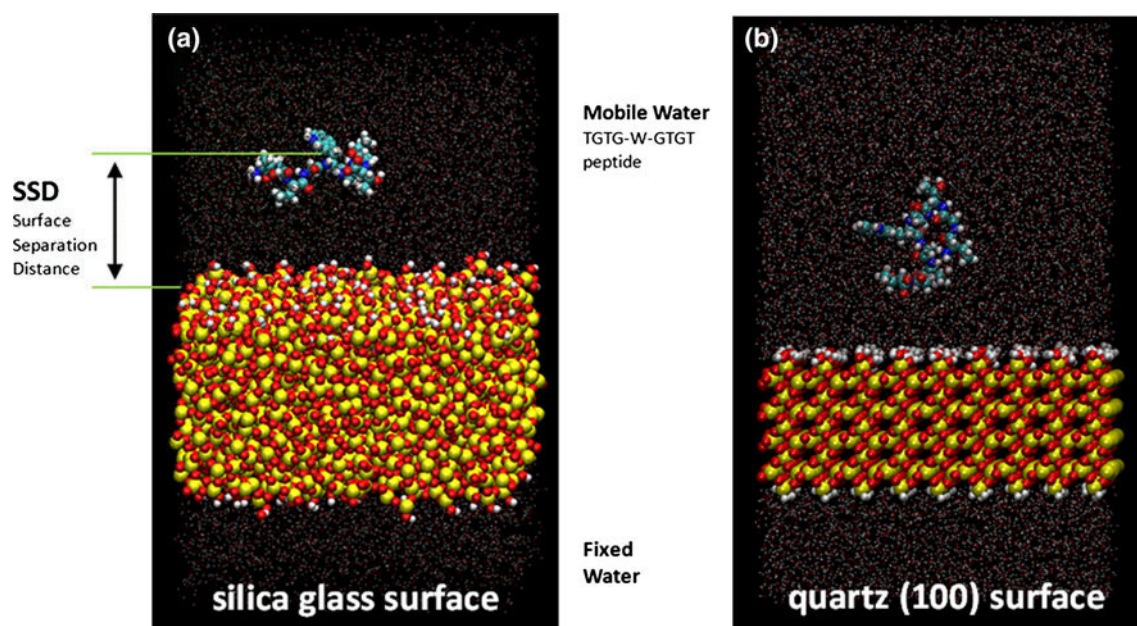 (a)
SSD
Surface
Separation
Distance
silica glass surface
Mobile Water
TGTG-W-GTGT
peptide
Fixed
Water
(b)
quartz (100) surface